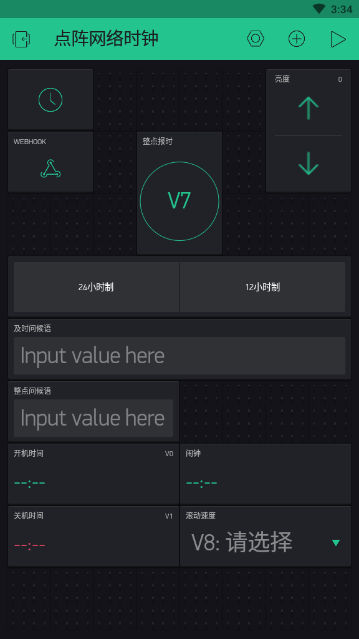 3:34
点阵网络时钟
亮度 0
WEBHOOK
整点报时
V7
24小时制 12小时制
及时问候语
Input value here
整点问候语
Input value here
开机时间 V0 闹钟
--:-- --:--
关机时间 V1 滚动速度
--:-- V8: 请选择